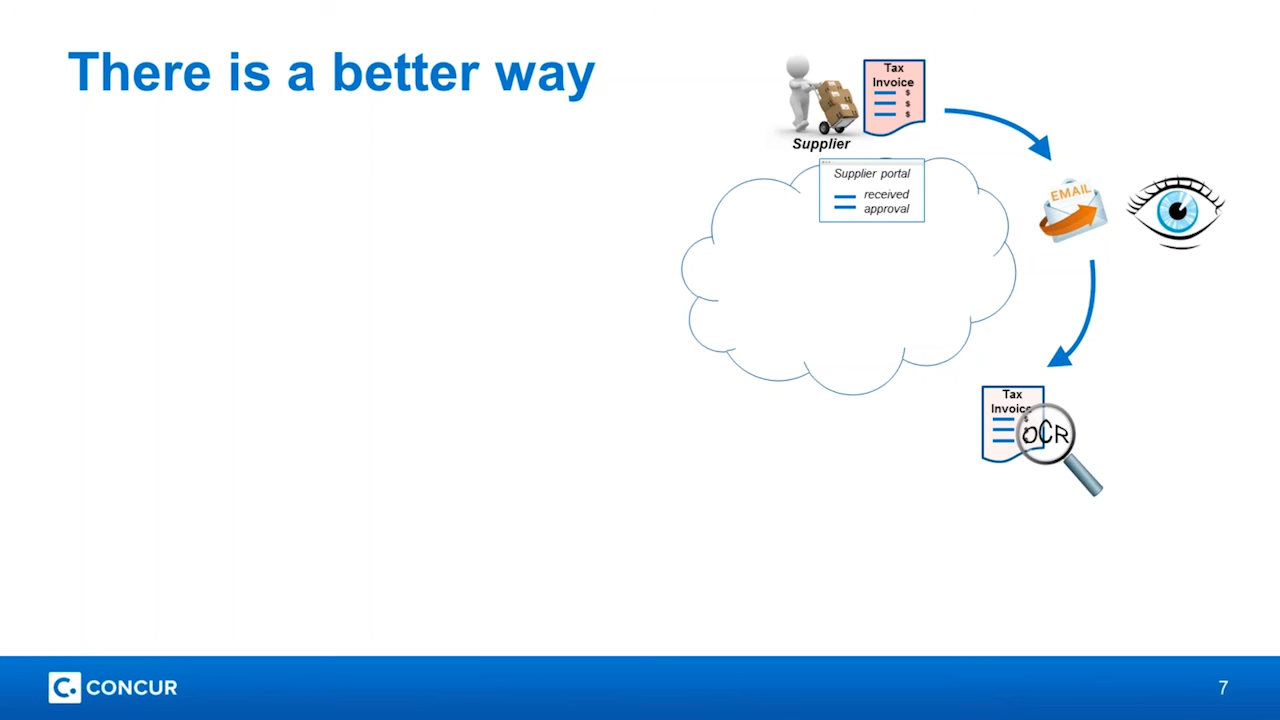 There is a better way
Tax
Invoice
$
$
$
Supplier
Supplier portal
received
approval
EMAIL
Tax
Invoice
OCR
C. CONCUR
7